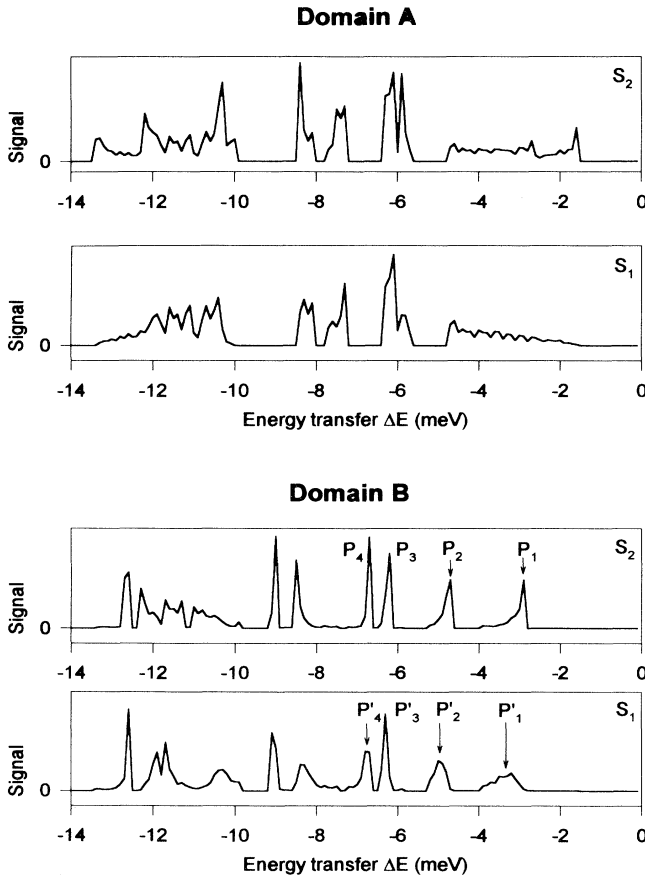 Domain A
Signal
S2
0
-14 -12 -10 -8 -6 -4 -2 0
Signal
S1
0
-14 -12 -10 -8 -6 -4 -2 0
Energy transfer ΔE (meV)
Domain B
Signal
P4 P3 P2 P1 S2
0
-14 -12 -10 -8 -6 -4 -2 0
Signal
P'4 P'3 P'2 P'1 S1
0
-14 -12 -10 -8 -6 -4 -2 0
Energy transfer ΔE (meV)